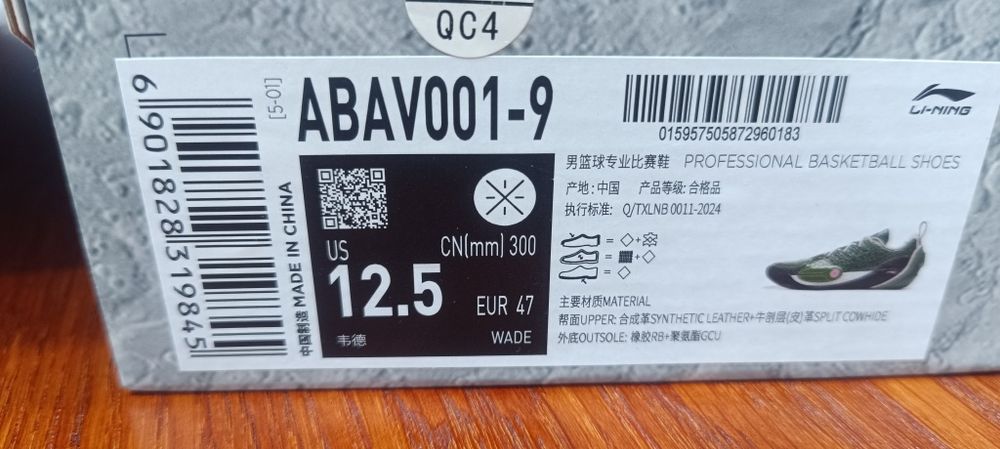 QC4
6 901828 319845
[5-01]
ABAV001-9
015957505872960183
LI-NING
中国制造 MADE IN CHINA
男篮球专业比赛鞋 PROFESSIONAL BASKETBALL SHOES
产地: 中国 产品等级: 合格品
执行标准: Q/TXLNB 0011-2024
US
12.5
CN(mm) 300
EUR 47
韦德
WADE
主要材质MATERIAL
帮面UPPER: 合成革SYNTHETIC LEATHER+牛剖层(皮)革SPLIT COWHIDE
外底OUTSOLE: 橡胶RB+聚氨酯GCU